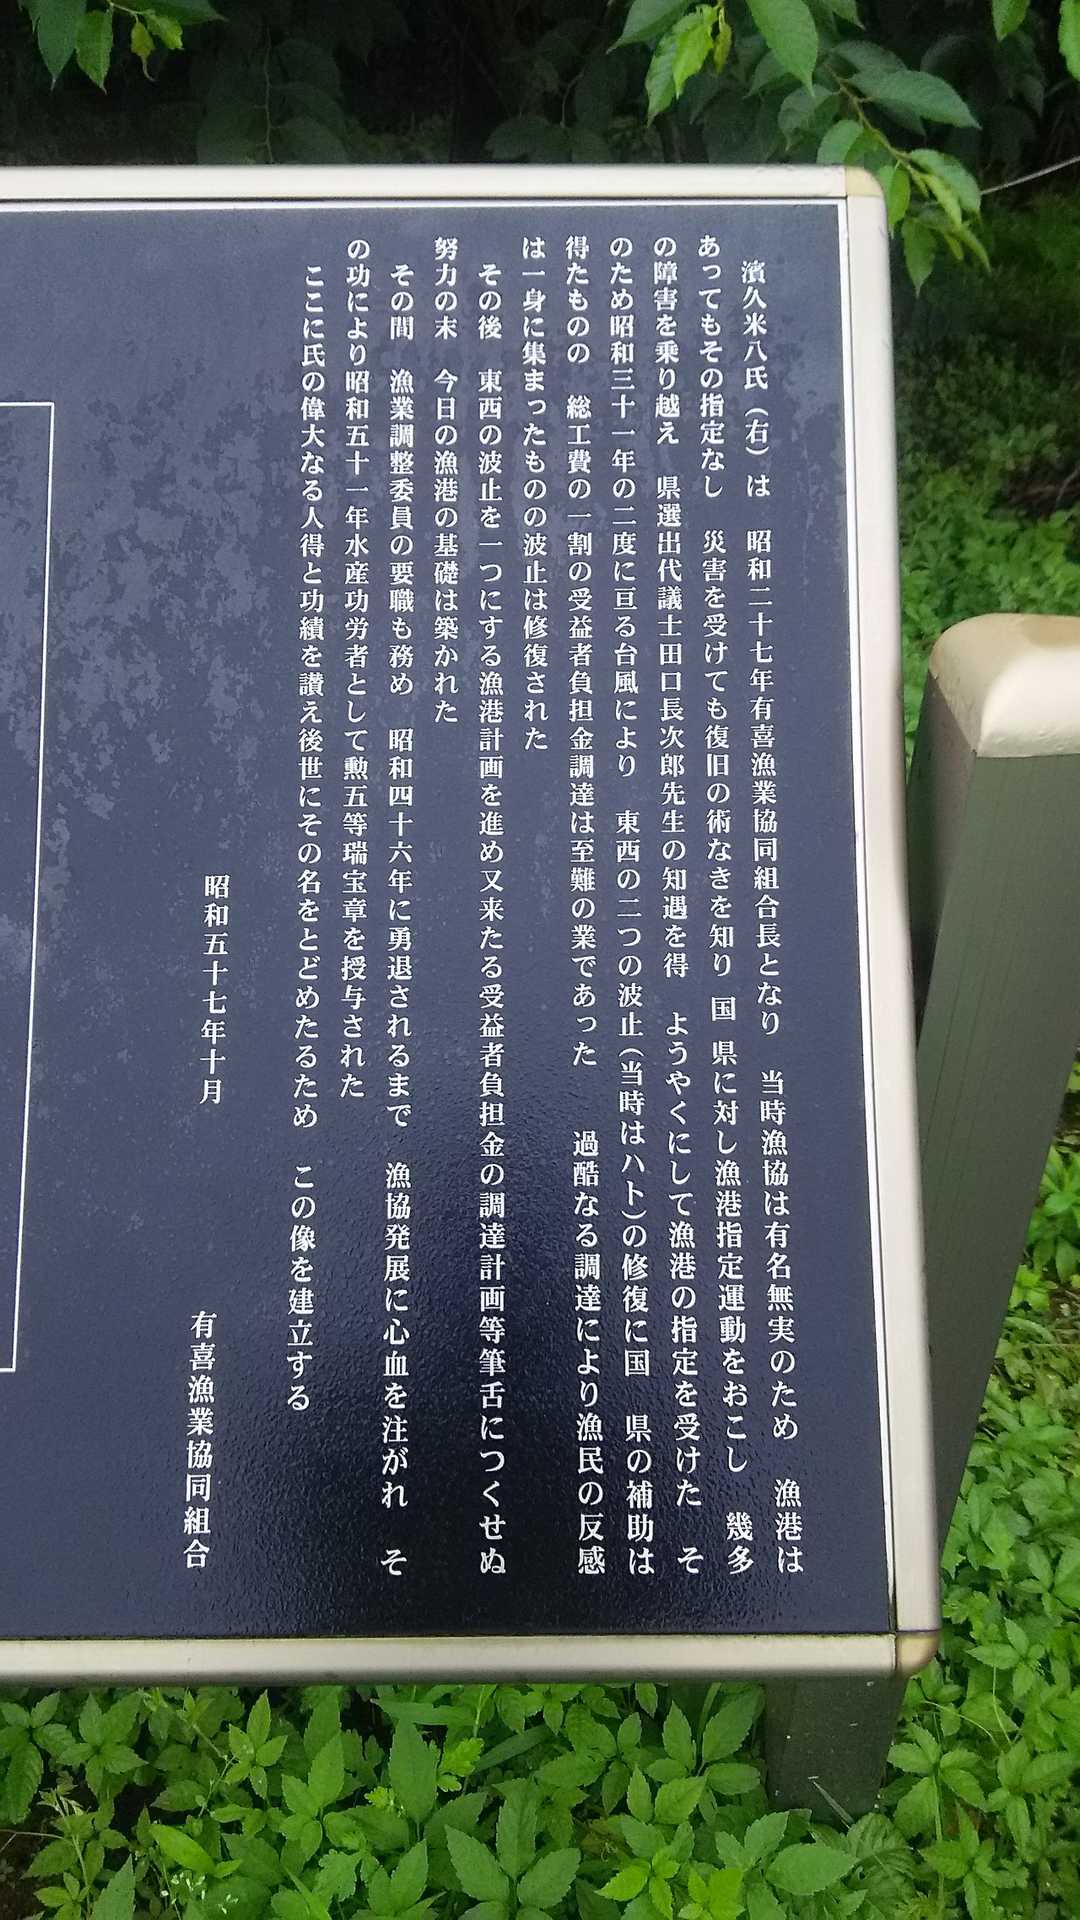 濱久米八氏（右）は　昭和二十七年有喜漁業協同組合長となり　当時漁協は有名無実のため　漁港は
あってもその指定なし　災害を受けても復旧の術なきを知り　国　県に対し漁港指定運動をおこし　幾多
の障害を乗り越え　県選出代議士田口長次郎先生の知遇を得　ようやくにして漁港の指定を受けた　そ
のため昭和三十一年の二度に亘る台風により　東西の二つの波止（当時はハト）の修復に国　県の補助は
得たものの　総工費の一割の受益者負担金調達は至難の業であった　過酷なる調達により漁民の反感
は一身に集まったものの波止は修復された
その後　東西の波止を一つにする漁港計画を進め又来たる受益者負担金の調達計画等筆舌につくせぬ
努力の末　今日の漁港の基礎は築かれた
その間　漁業調整委員の要職も務め　昭和四十六年に勇退されるまで　漁協発展に心血を注がれ　そ
の功により昭和五十一年水産功労者として勲五等瑞宝章を授与された
ここに氏の偉大なる人得と功績を讃え後世にその名をとどめたるため　この像を建立する
昭和五十七年十月
有喜漁業協同組合